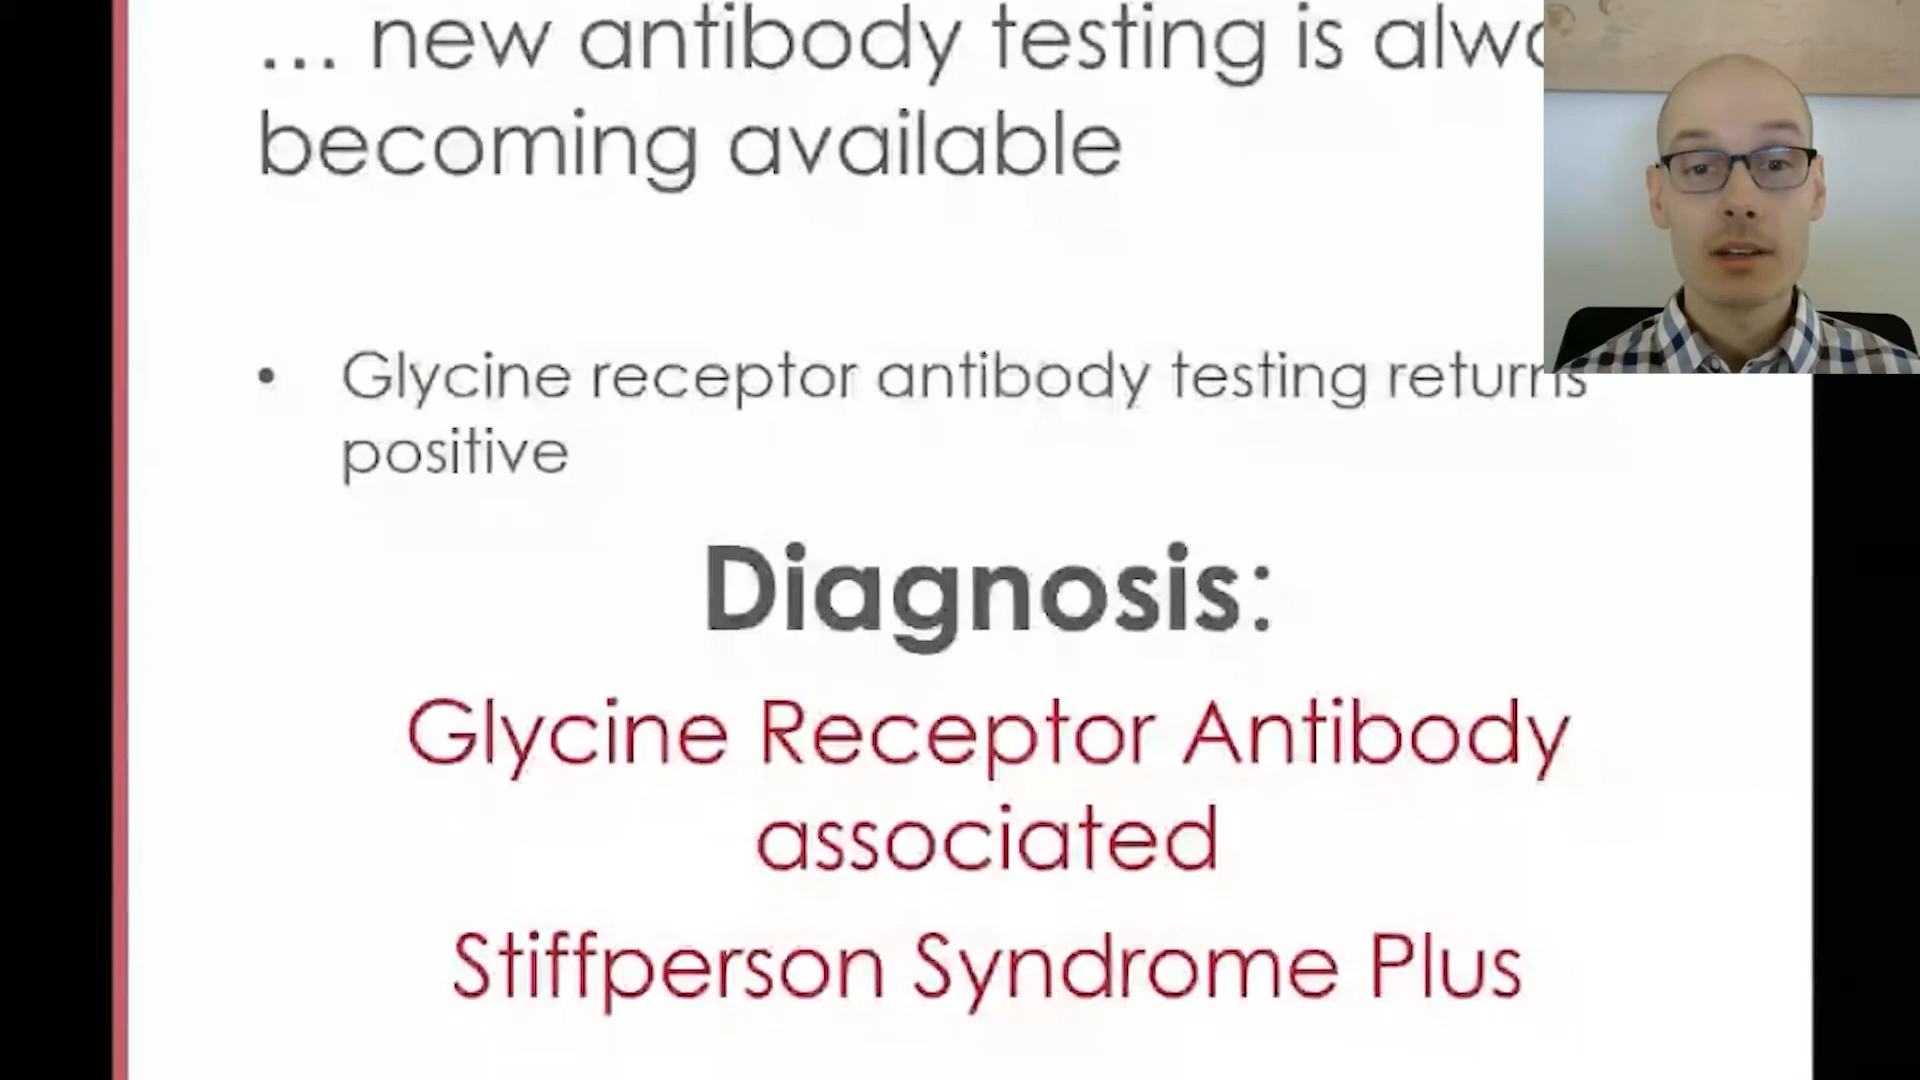 ... new antibody testing is
becoming available
• Glycine receptor antibody testing returns
positive
Diagnosis:
Glycine Receptor Antibody
associated
Stiffperson Syndrome Plus